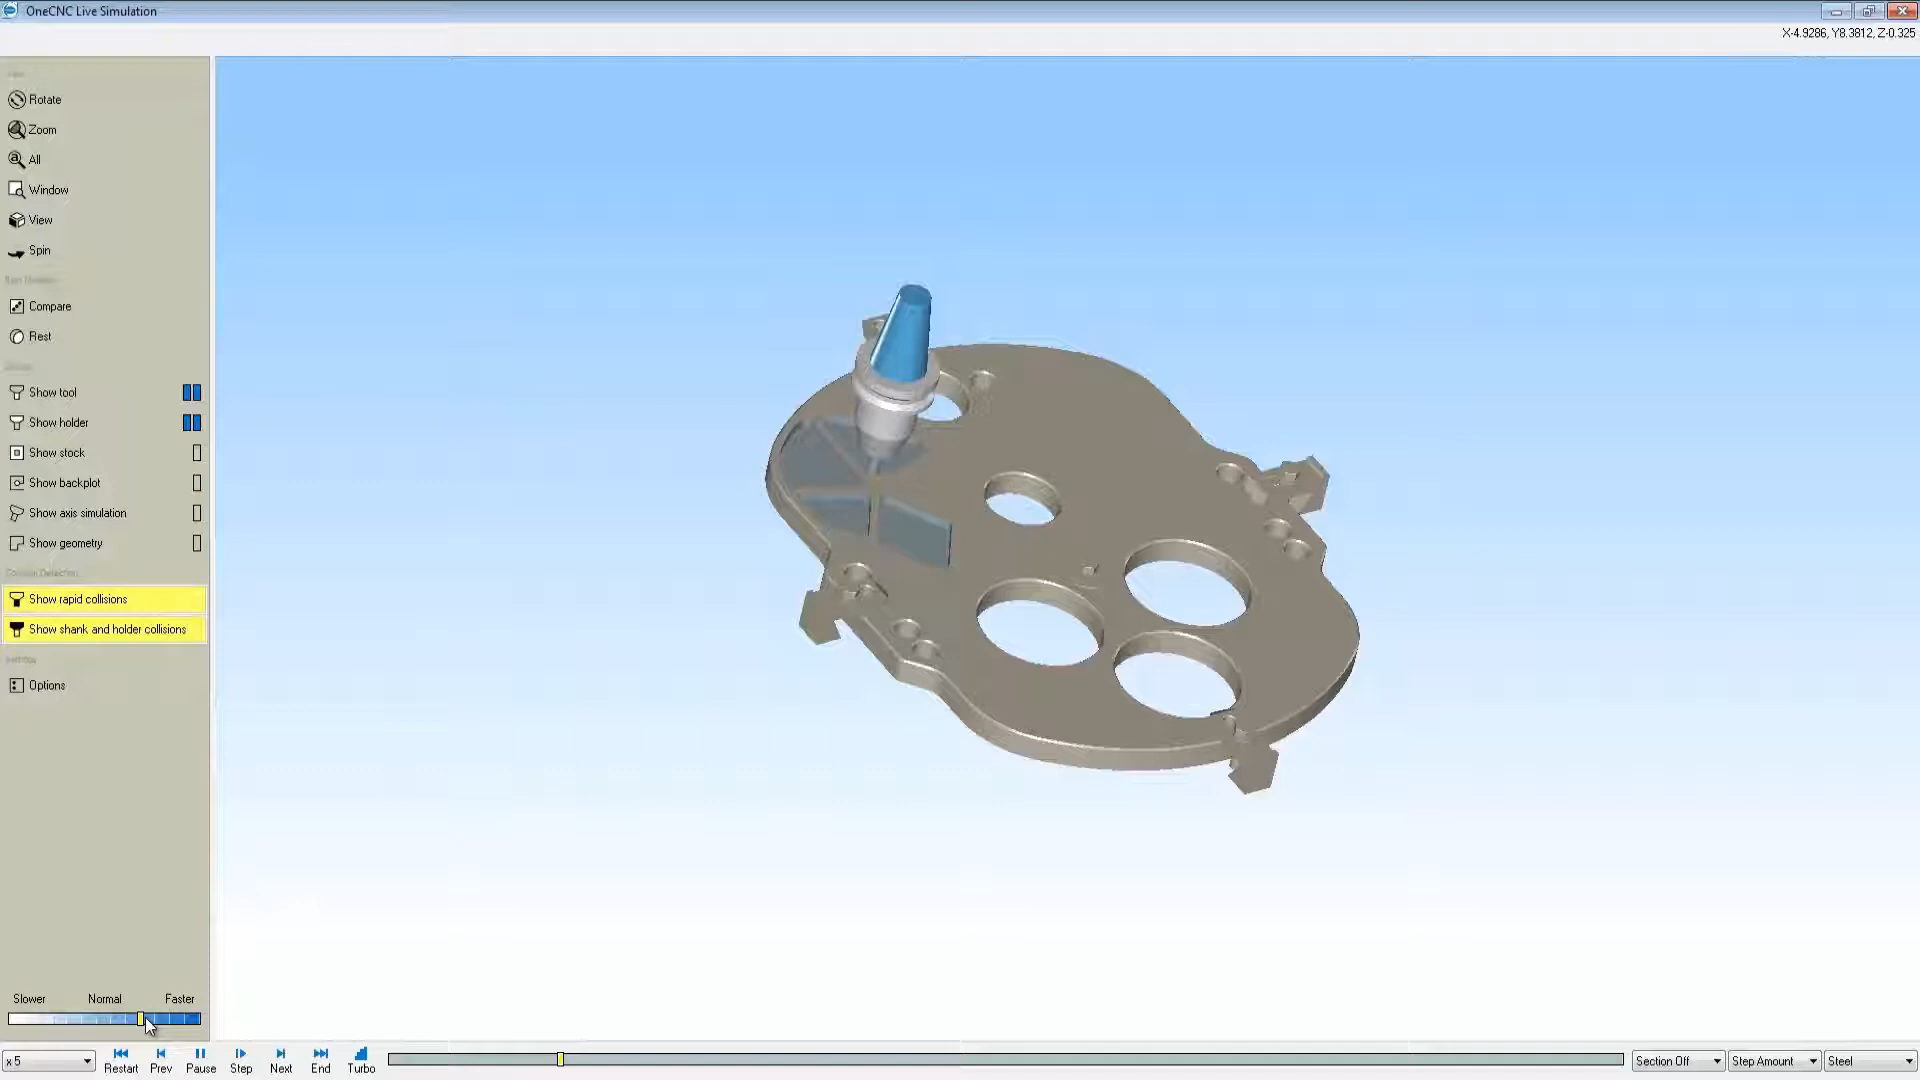 OneCNC Live Simulation
X-4.9286, Y8.3812, Z-0.325
Rotate
Zoom
All
Window
View
Spin
Compare
Rest
Show tool
Show holder
Show stock
Show backplot
Show axis simulation
Show geometry
Collision Detection
Show rapid collisions
Show shank and holder collisions
Options
Slower Normal Faster
x 5
Restart Prev Pause Step Next End Turbo
Section Off Step Amount Steel